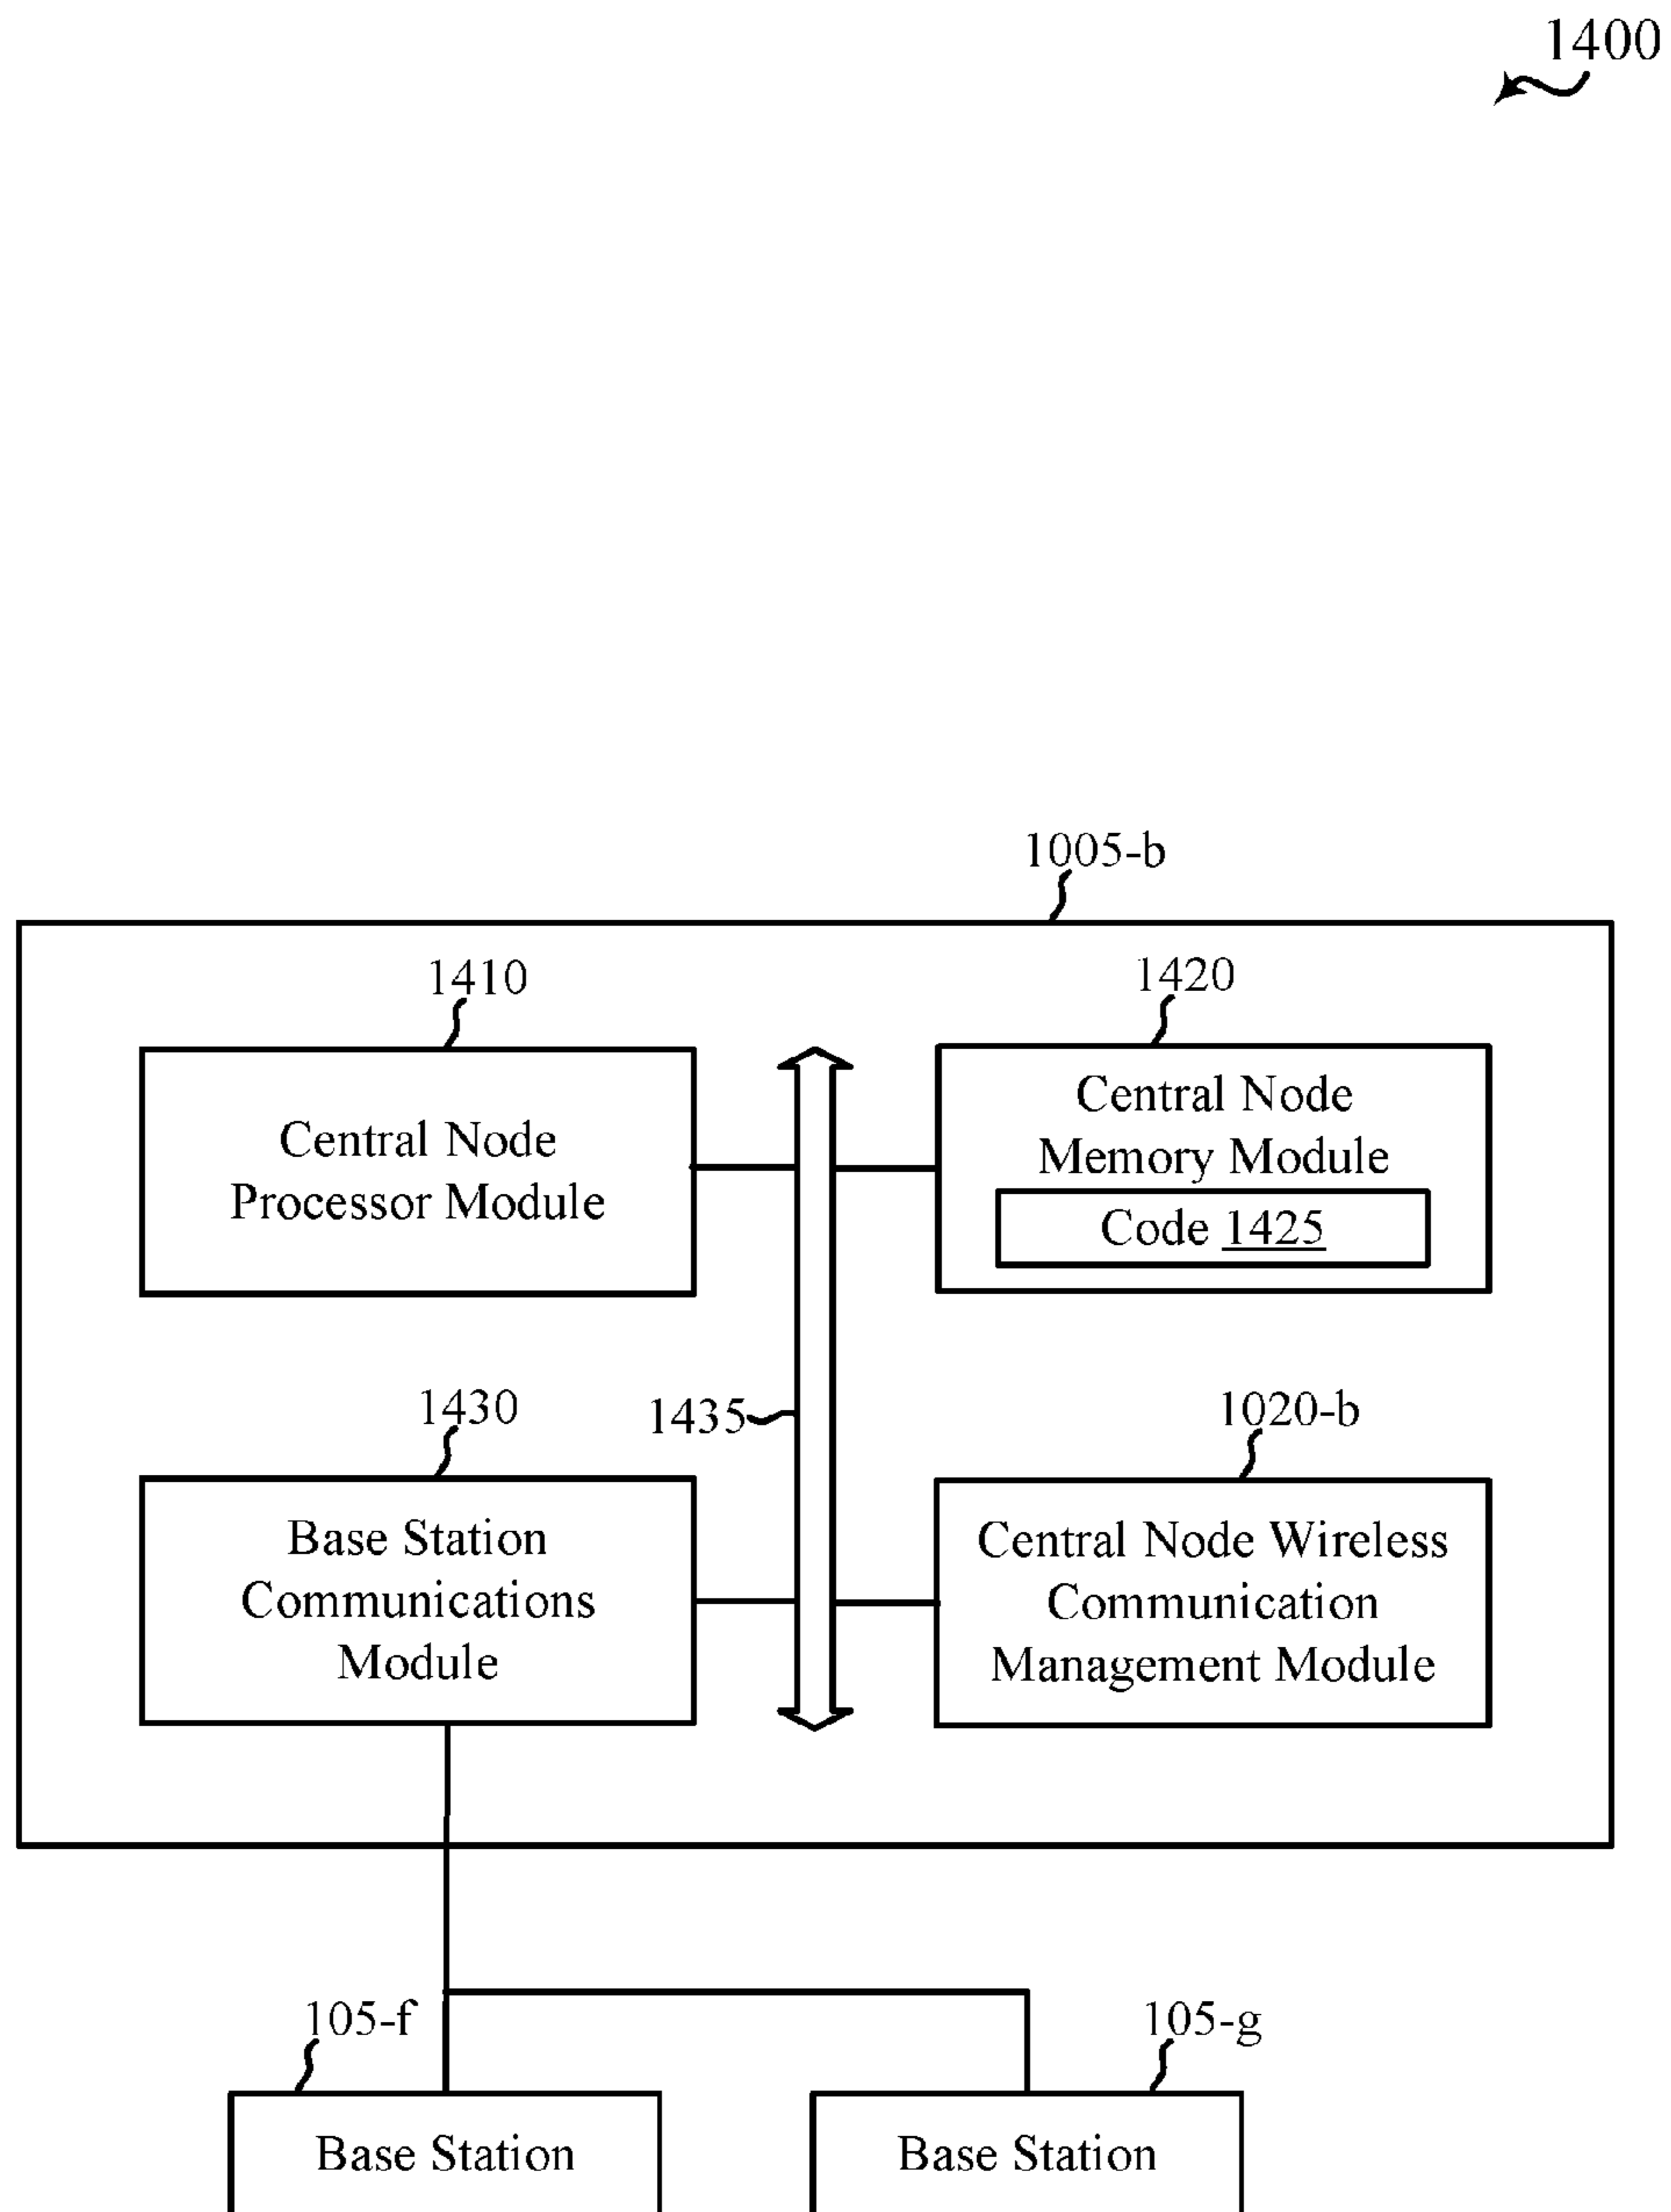 1400
1005-b
1410
Central Node
Processor Module
1420
Central Node
Memory Module
Code 1425
1430
Base Station
Communications
Module
1435
1020-b
Central Node Wireless
Communication
Management Module
105-f
Base Station
105-g
Base Station